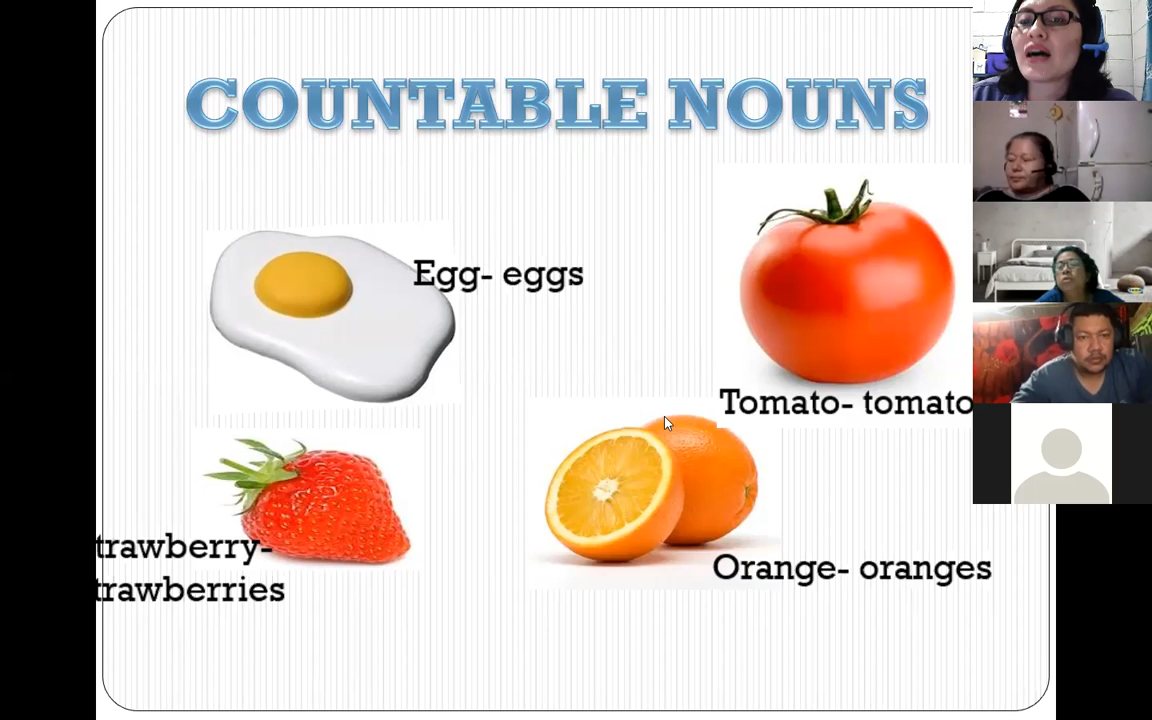 COUNTABLE NOUNS
Egg- eggs
Tomato- tomato
trawberry-
trawberries
Orange- oranges